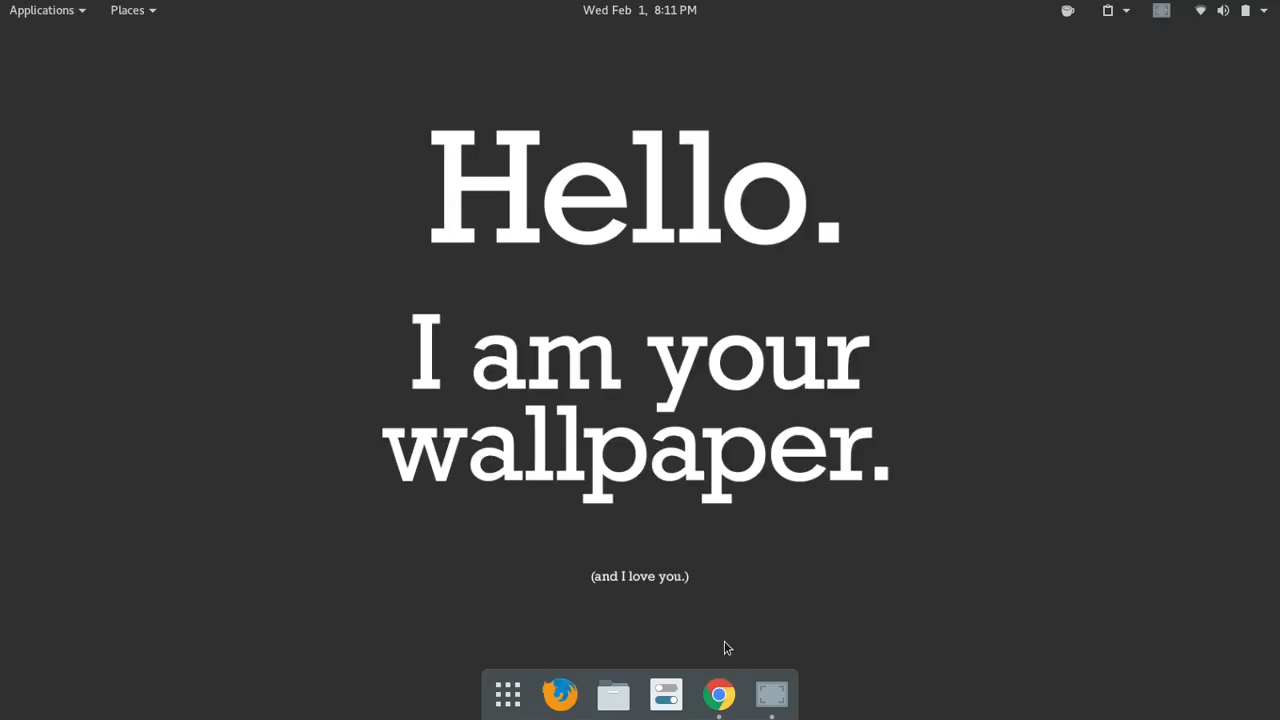 Applications Places Wed Feb 1, 8:11 PM
Hello.
I am your
wallpaper.
(and I love you.)